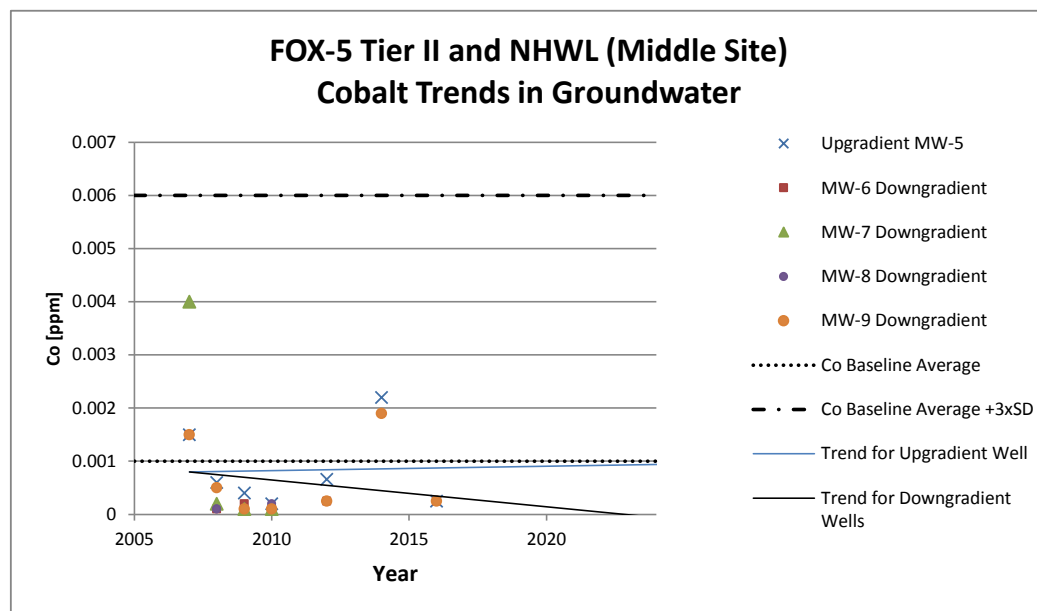 FOX-5 Tier II and NHWL (Middle Site)
Cobalt Trends in Groundwater
0.007
0.006
0.005
0.004
0.003
0.002
0.001
0
Co [ppm]
2005
2010
2015
2020
Year
Upgradient MW-5
MW-6 Downgradient
MW-7 Downgradient
MW-8 Downgradient
MW-9 Downgradient
Co Baseline Average
Co Baseline Average +3xSD
Trend for Upgradient Well
Trend for Downgradient
Wells